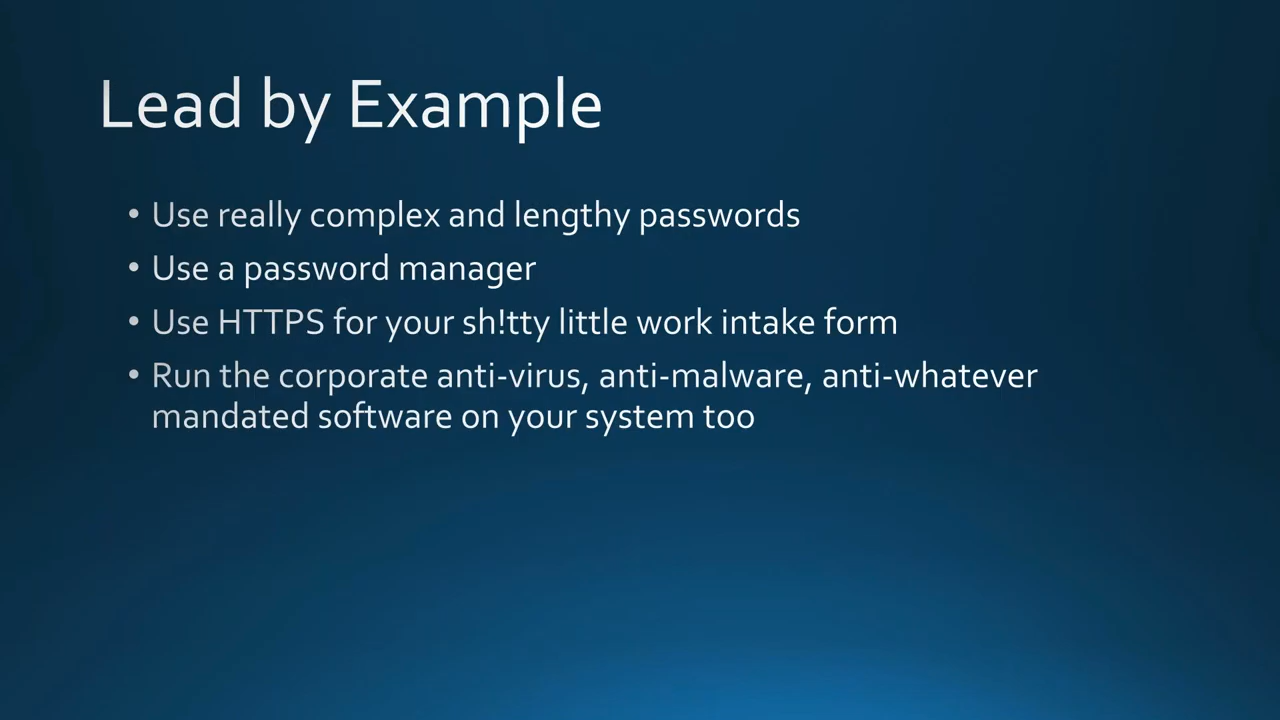 Lead by Example
• Use really complex and lengthy passwords
• Use a password manager
• Use HTTPS for your sh!tty little work intake form
• Run the corporate anti-virus, anti-malware, anti-whatever
mandated software on your system too